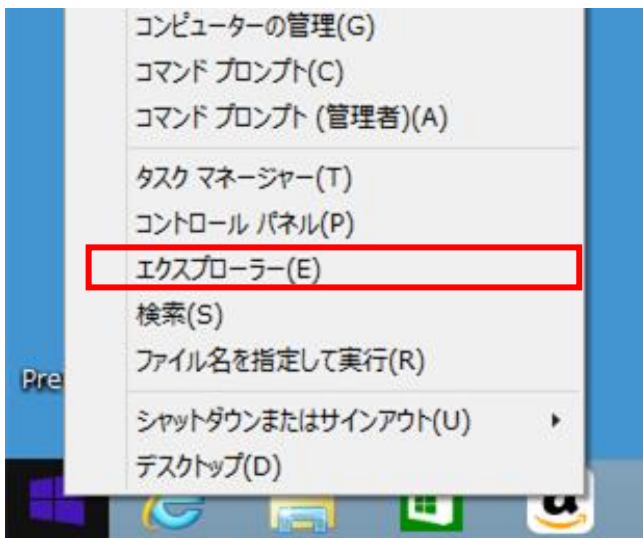 コンピューターの管理(G)
コマンド プロンプト(C)
コマンド プロンプト (管理者)(A)
タスク マネージャー(T)
コントロール パネル(P)
エクスプローラー(E)
検索(S)
ファイル名を指定して実行(R)
Pre
シャットダウンまたはサインアウト(U)
デスクトップ(D)
a